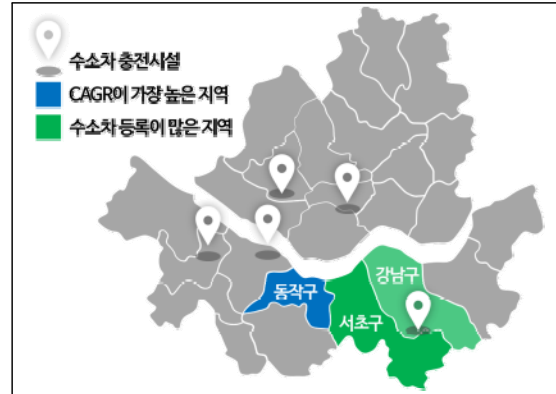 수소차 충전시설
CAGR이 가장 높은 지역
수소차 등록이 많은 지역
강남구
동작구
서초구